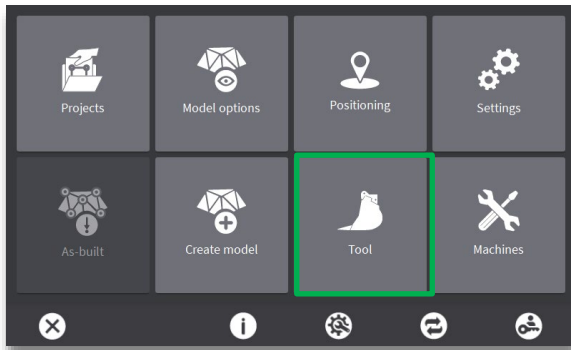 Projects
Model options
Positioning
Settings
As-built
Create model
Tool
Machines